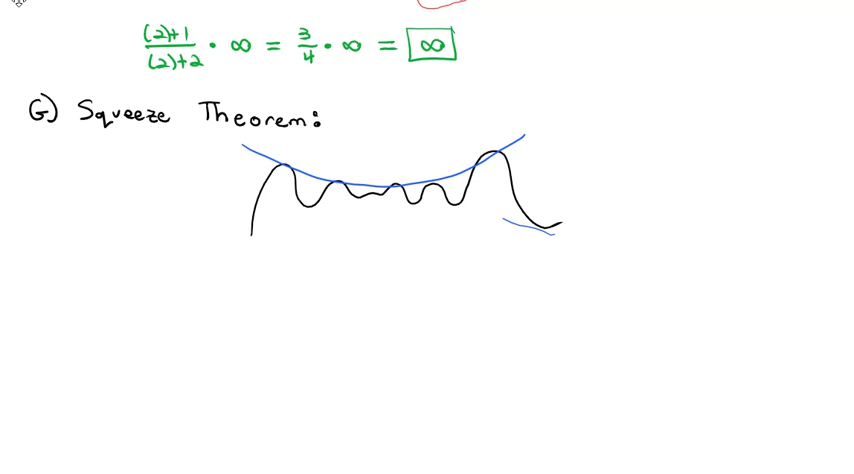 (2)+1 / (2)+2 • ∞ = 3/4 • ∞ = ∞
G) Squeeze Theorem: